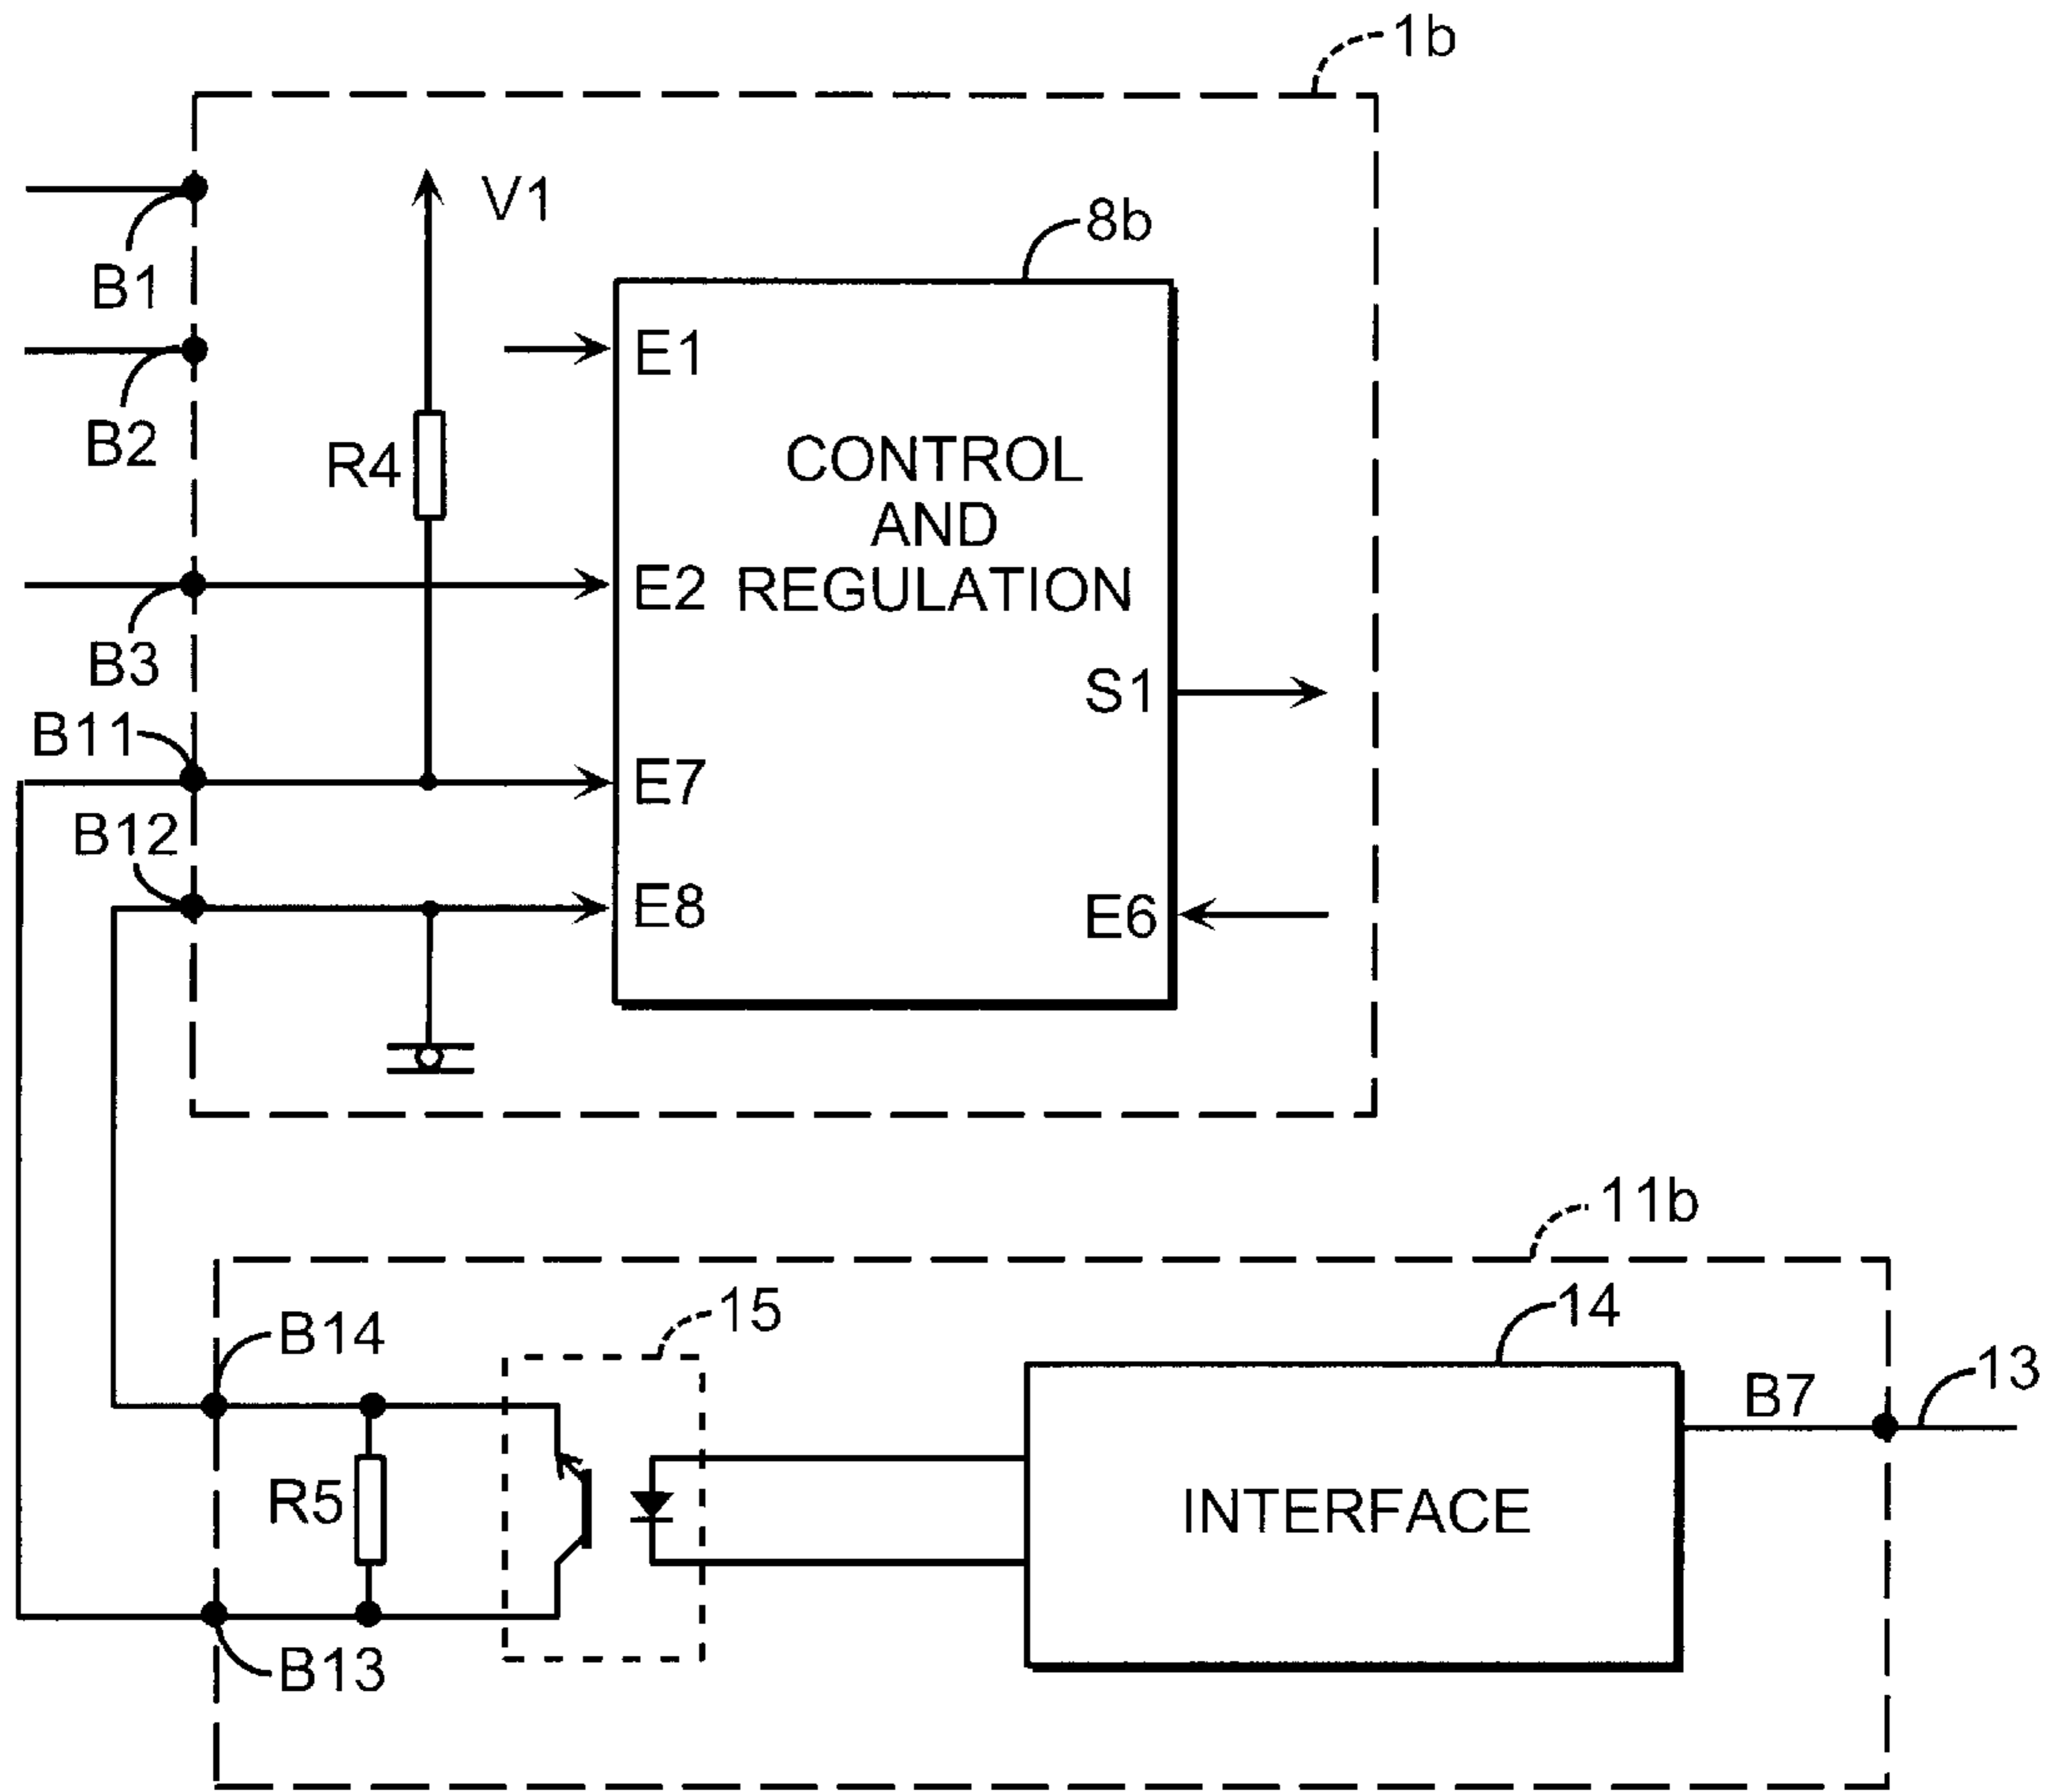 1b
V1
8b
B1
E1
B2
R4
CONTROL
AND
REGULATION
E2
B3
S1
B11
E7
B12
E8
E6
11b
15
14
B14
13
B7
R5
INTERFACE
B13